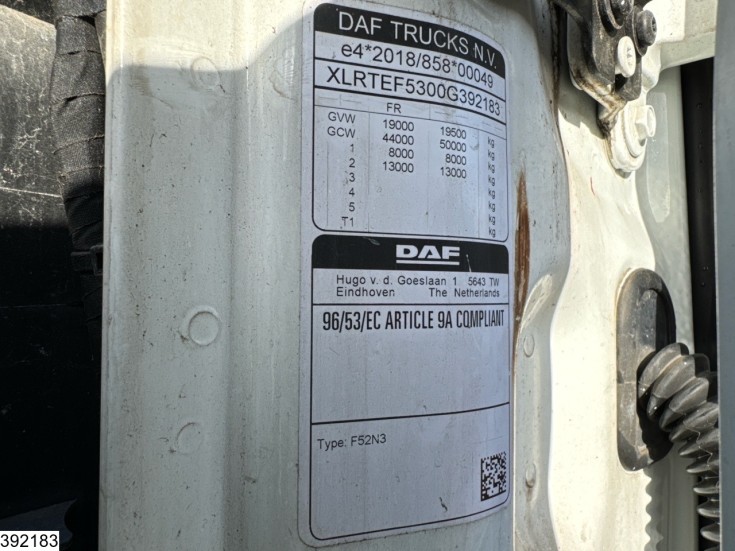 DAF TRUCKS N.V.
e4*2018/858*00049
XLRTEF5300G392183
FR
GVW 19000 19500 kg
GCW 44000 50000 kg
1 8000 8000 kg
2 13000 13000 kg
3 kg
4 kg
5 kg
T1 kg
DAF
Hugo v. d. Goeslaan 1 5643 TW
Eindhoven The Netherlands
96/53/EC ARTICLE 9A COMPLIANT
Type: F52N3
392183